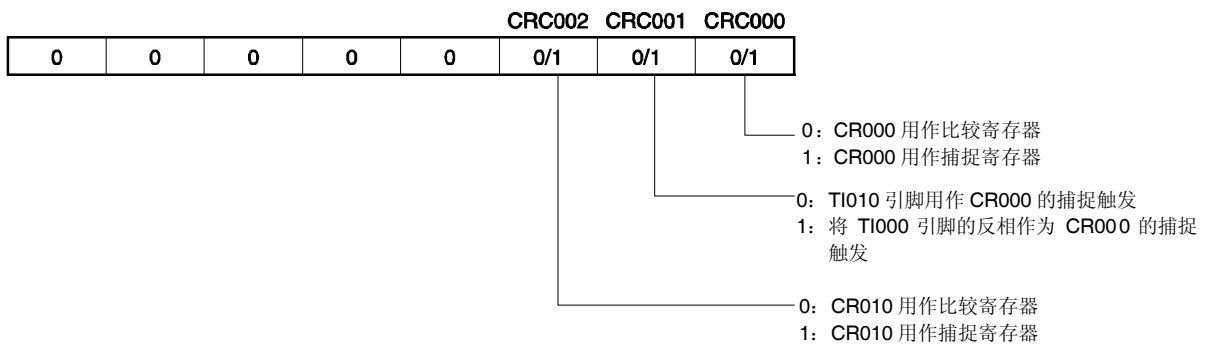 CRC002 CRC001 CRC000
0 0 0 0 0 0/1 0/1 0/1
0：CR000 用作比较寄存器
1：CR000 用作捕捉寄存器
0：TI010 引脚用作 CR000 的捕捉触发
1：将 TI000 引脚的反相作为 CR000 的捕捉
触发
0：CR010 用作比较寄存器
1：CR010 用作捕捉寄存器